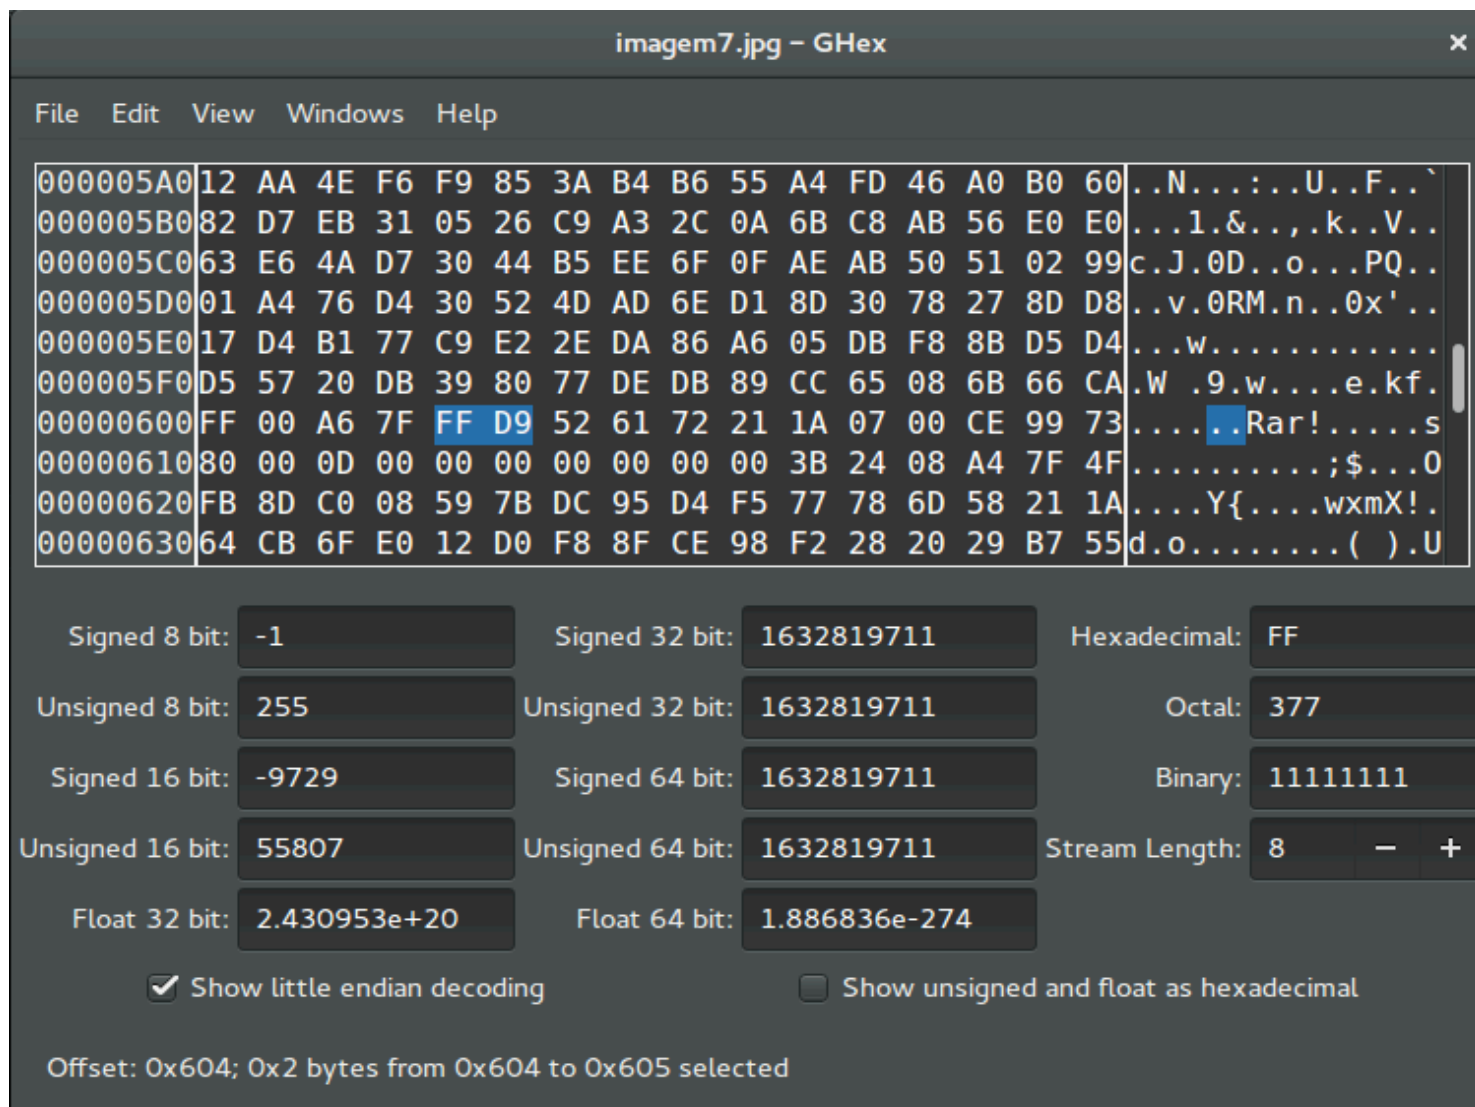 imagem7.jpg – GHex ×
File Edit View Windows Help
000005A0 12 AA 4E F6 F9 85 3A B4 B6 55 A4 FD 46 A0 B0 60 ..N...:..U..F..`
000005B0 82 D7 EB 31 05 26 C9 A3 2C 0A 6B C8 AB 56 E0 E0 ...1.&..,.k..V..
000005C0 63 E6 4A D7 30 44 B5 EE 6F 0F AE AB 50 51 02 99 c.J.0D..o...PQ..
000005D0 01 A4 76 D4 30 52 4D AD 6E D1 8D 30 78 27 8D D8 ..v.0RM.n..0x'..
000005E0 17 D4 B1 77 C9 E2 2E DA 86 A6 05 DB F8 8B D5 D4 ...w............
000005F0 D5 57 20 DB 39 80 77 DE DB 89 CC 65 08 6B 66 CA .W .9.w....e.kf.
00000600 FF 00 A6 7F FF D9 52 61 72 21 1A 07 00 CE 99 73 ......Rar!.....s
00000610 80 00 0D 00 00 00 00 00 00 00 3B 24 08 A4 7F 4F ..........;$...O
00000620 FB 8D C0 08 59 7B DC 95 D4 F5 77 78 6D 58 21 1A ....Y{....wxmX!.
00000630 64 CB 6F E0 12 D0 F8 8F CE 98 F2 28 20 29 B7 55 d.o........( ).U
Signed 8 bit: -1 Signed 32 bit: 1632819711 Hexadecimal: FF
Unsigned 8 bit: 255 Unsigned 32 bit: 1632819711 Octal: 377
Signed 16 bit: -9729 Signed 64 bit: 1632819711 Binary: 11111111
Unsigned 16 bit: 55807 Unsigned 64 bit: 1632819711 Stream Length: 8 − +
Float 32 bit: 2.430953e+20 Float 64 bit: 1.886836e-274
Show little endian decoding Show unsigned and float as hexadecimal
Offset: 0x604; 0x2 bytes from 0x604 to 0x605 selected